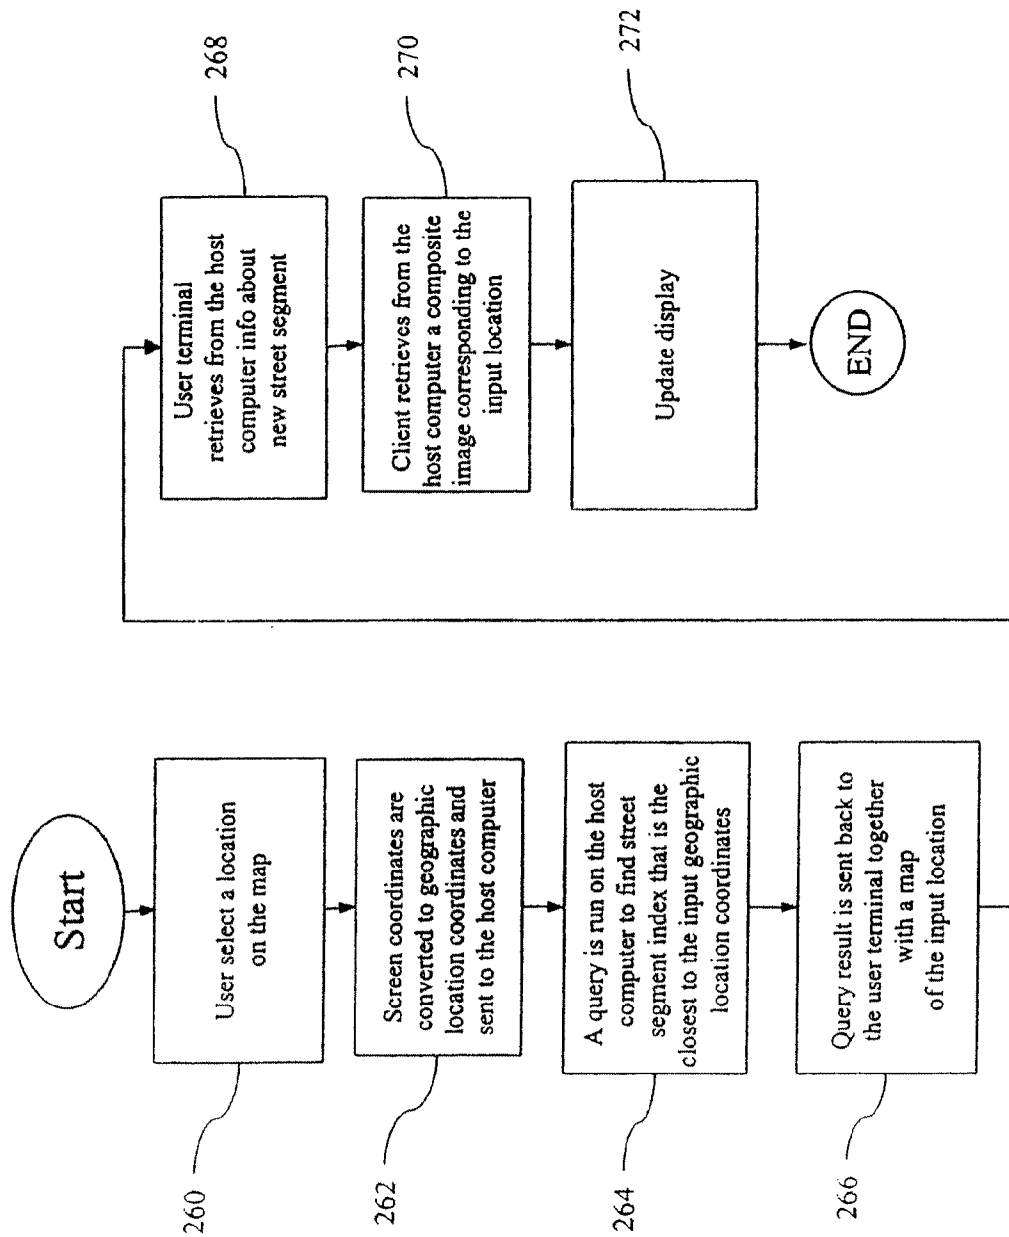 Start
260
User select a location
on the map
262
Screen coordinates are
converted to geographic
location coordinates and
sent to the host computer
264
A query is run on the host
computer to find street
segment index that is the
closest to the input geographic
location coordinates
266
Query result is sent back to
the user terminal together
with a map
of the input location
268
User terminal
retrieves from the host
computer info about
new street segment
270
Client retrieves from the
host computer a composite
image corresponding to the
input location
272
Update display
END